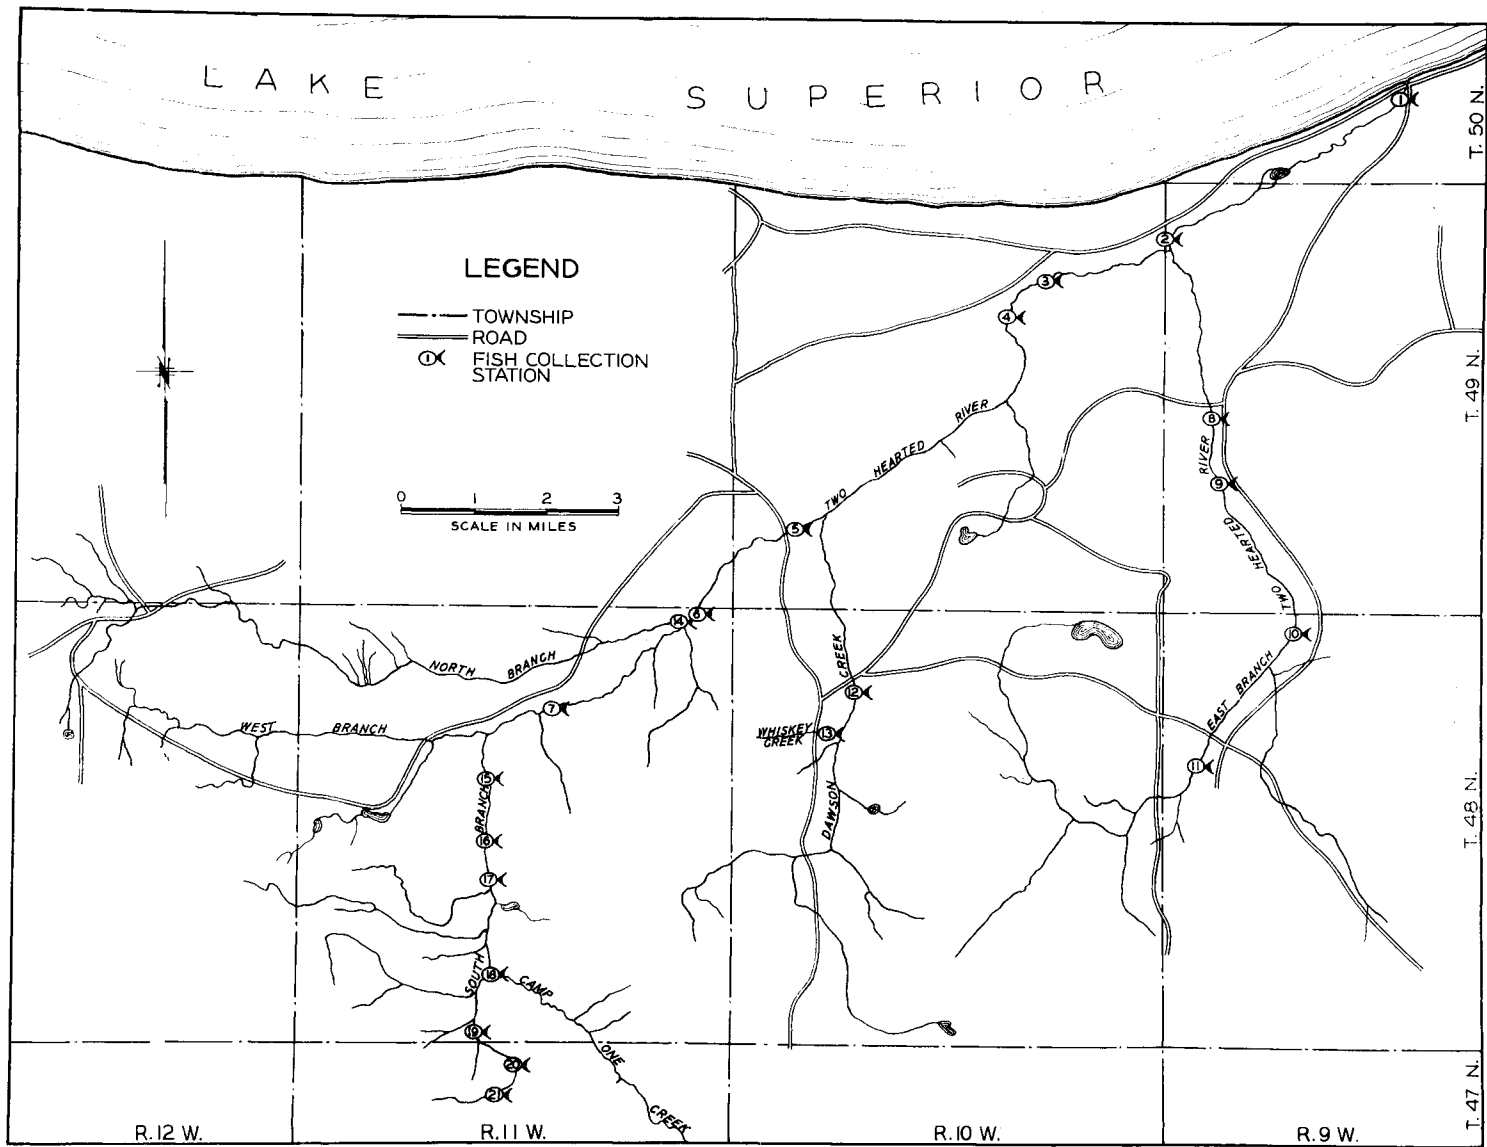 LAKE SUPERIOR
1
T. 50 N.
2
LEGEND
TOWNSHIP
ROAD
1 FISH COLLECTION
STATION
3
4
T. 49 N.
RIVER
HEARTED
TWO
8
RIVER
9
HEARTED
TWO
10
0 1 2 3
SCALE IN MILES
5
6
14
NORTH BRANCH
7
WEST BRANCH
CREEK
12
WHISKEY
CREEK
13
DAWSON
EAST BRANCH
11
15
BRANCH
16
17
T. 48 N.
SOUTH
18
CAMP
ONE
CREEK
19
20
21
T. 47 N.
R. 12 W.
R. 11 W.
R. 10 W.
R. 9 W.